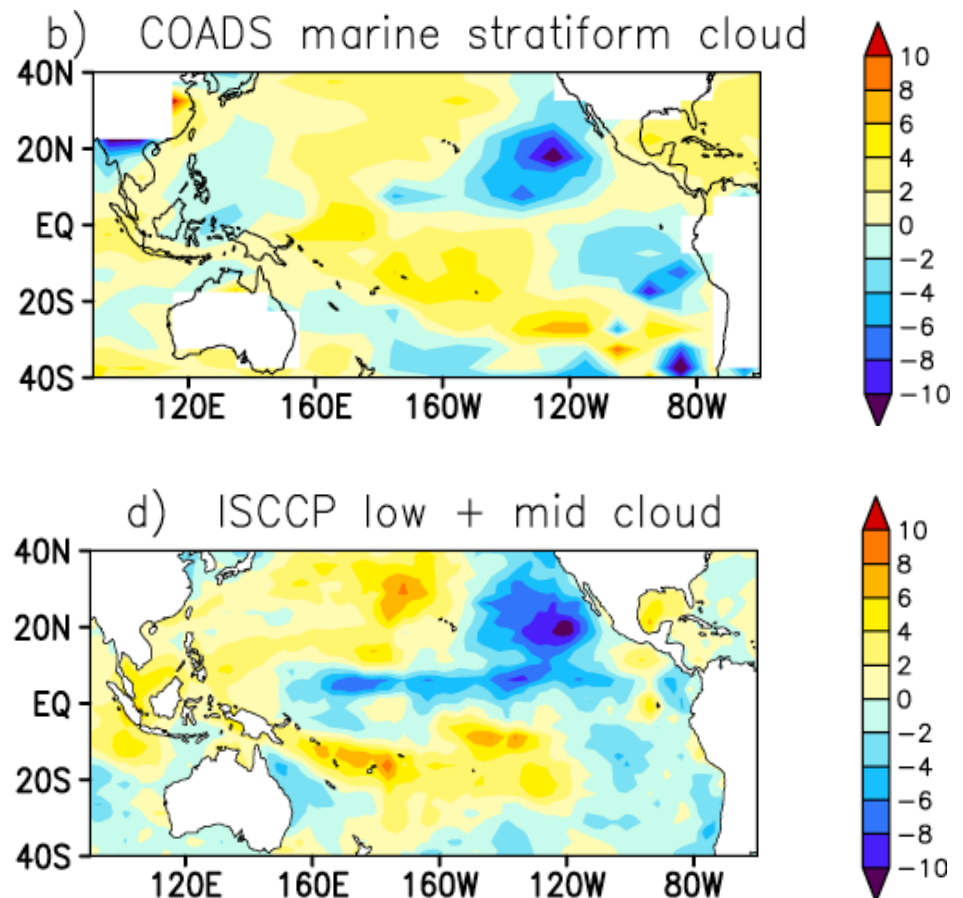 b) COADS marine stratiform cloud
40N
20N
EQ
20S
40S
120E 160E 160W 120W 80W
10
8
6
4
2
0
−2
−4
−6
−8
−10
d) ISCCP low + mid cloud
40N
20N
EQ
20S
40S
120E 160E 160W 120W 80W
10
8
6
4
2
0
−2
−4
−6
−8
−10